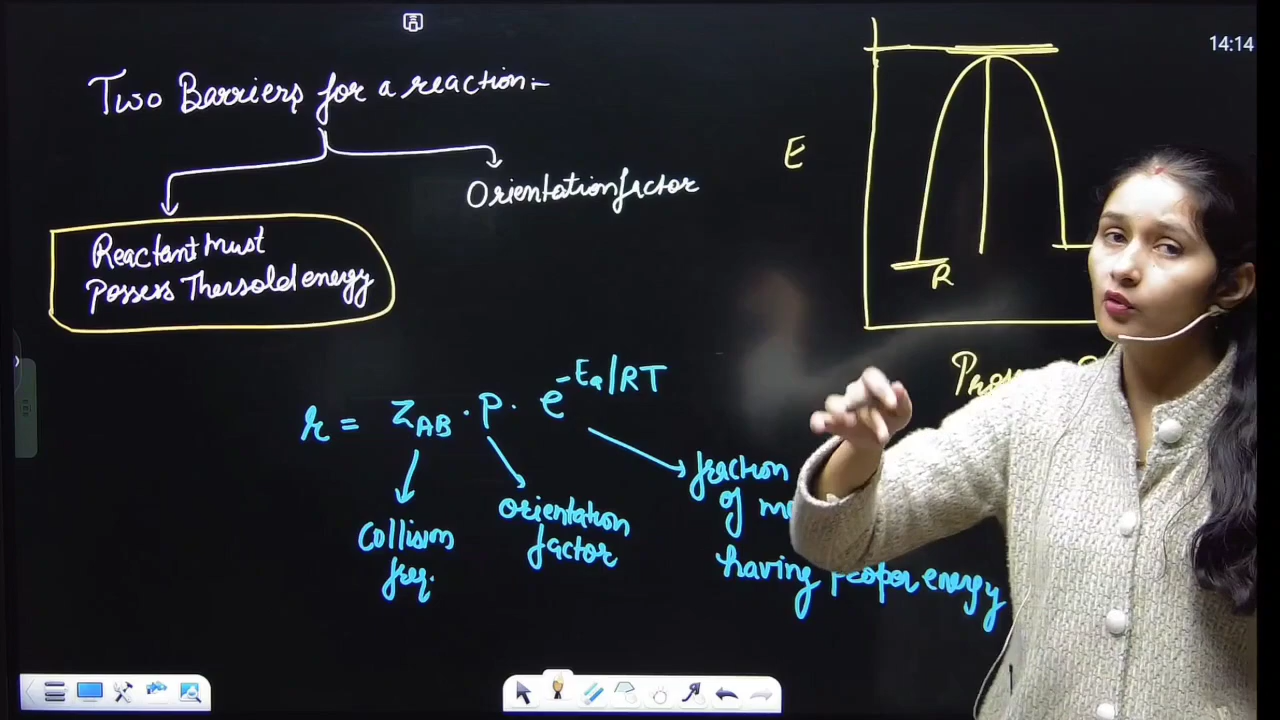 14:14
Two Barriers for a reaction:-
Orientation factor
Reactant Must
Possess Thersold energy
E
R
r = Z_AB . P . e^-Ea/RT
Collision
freq.
orientation
factor
fraction
of
having proper energy